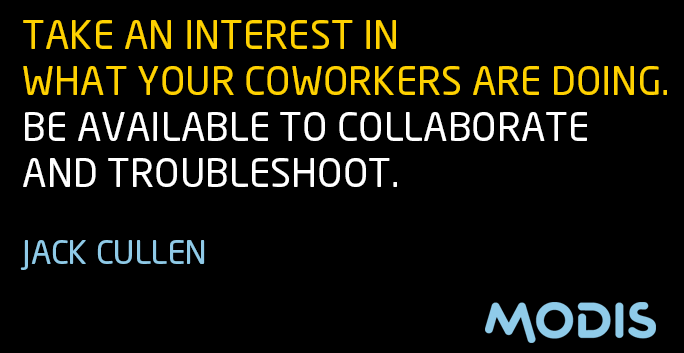 TAKE AN INTEREST IN
WHAT YOUR COWORKERS ARE DOING.
BE AVAILABLE TO COLLABORATE
AND TROUBLESHOOT.
JACK CULLEN
MODIS